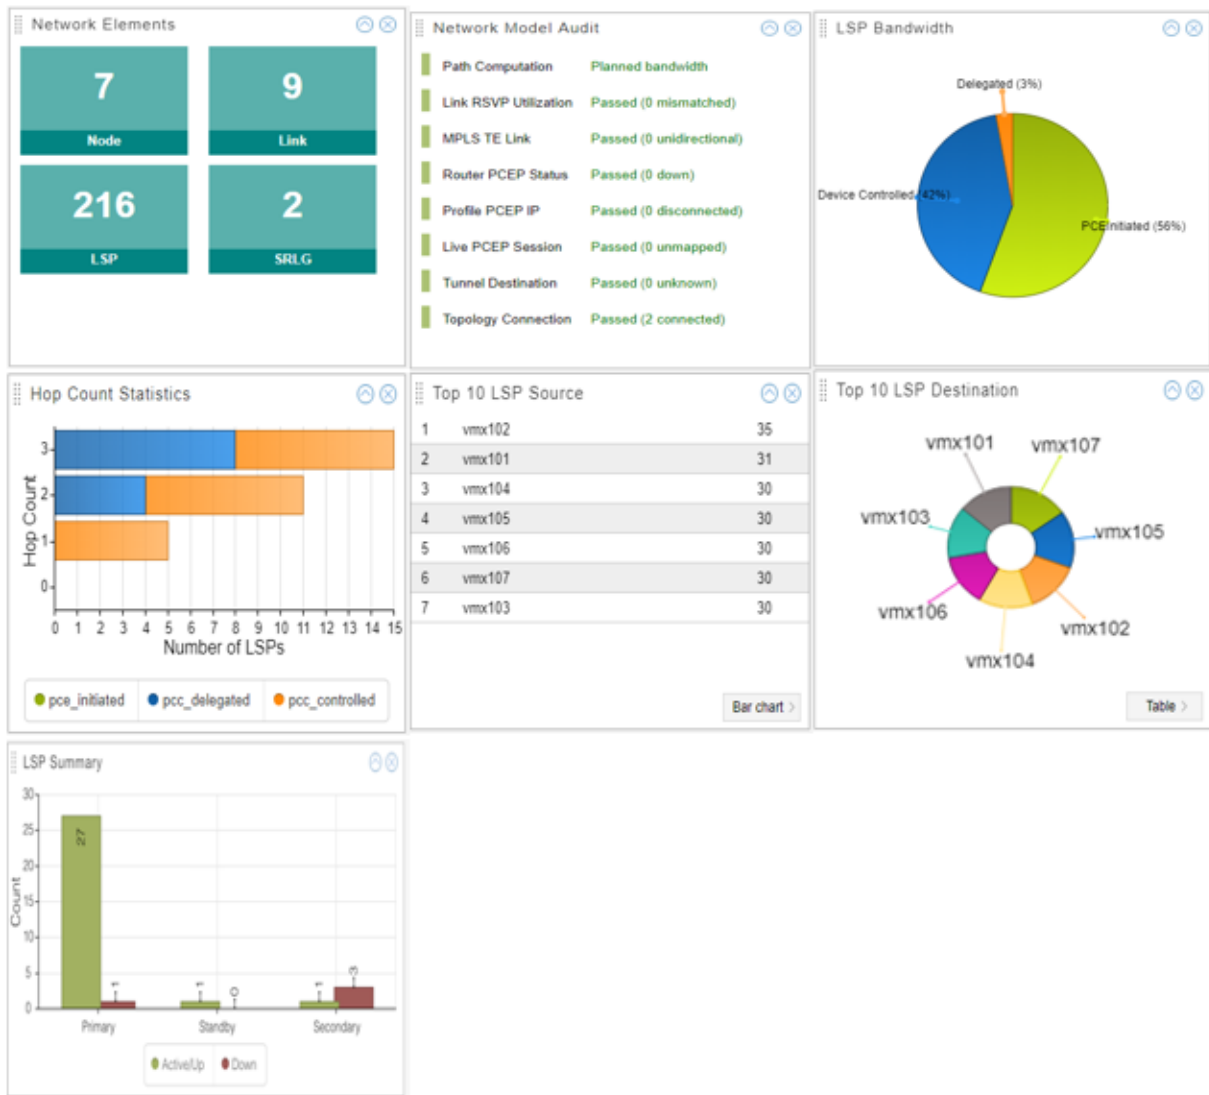 Network Elements
7
Node
9
Link
216
LSP
2
SRLG
Network Model Audit
Path Computation Planned bandwidth
Link RSVP Utilization Passed (0 mismatched)
MPLS TE Link Passed (0 unidirectional)
Router PCEP Status Passed (0 down)
Profile PCEP IP Passed (0 disconnected)
Live PCEP Session Passed (0 unmapped)
Tunnel Destination Passed (0 unknown)
Topology Connection Passed (2 connected)
LSP Bandwidth
Delegated (3%)
Device Controlled (42%)
PCEInitiated (56%)
Hop Count Statistics
Hop Count
3
2
1
0
0 1 2 3 4 5 6 7 8 9 10 11 12 13 14 15
Number of LSPs
pce_initiated pcc_delegated pcc_controlled
Top 10 LSP Source
1 vmx102 35
2 vmx101 31
3 vmx104 30
4 vmx105 30
5 vmx106 30
6 vmx107 30
7 vmx103 30
Bar chart >
Top 10 LSP Destination
vmx101
vmx107
vmx103
vmx105
vmx106
vmx102
vmx104
Table >
LSP Summary
Count
30
25
20
15
10
5
0
27
1
1
0
1
3
Primary Standby Secondary
Active/Up Down